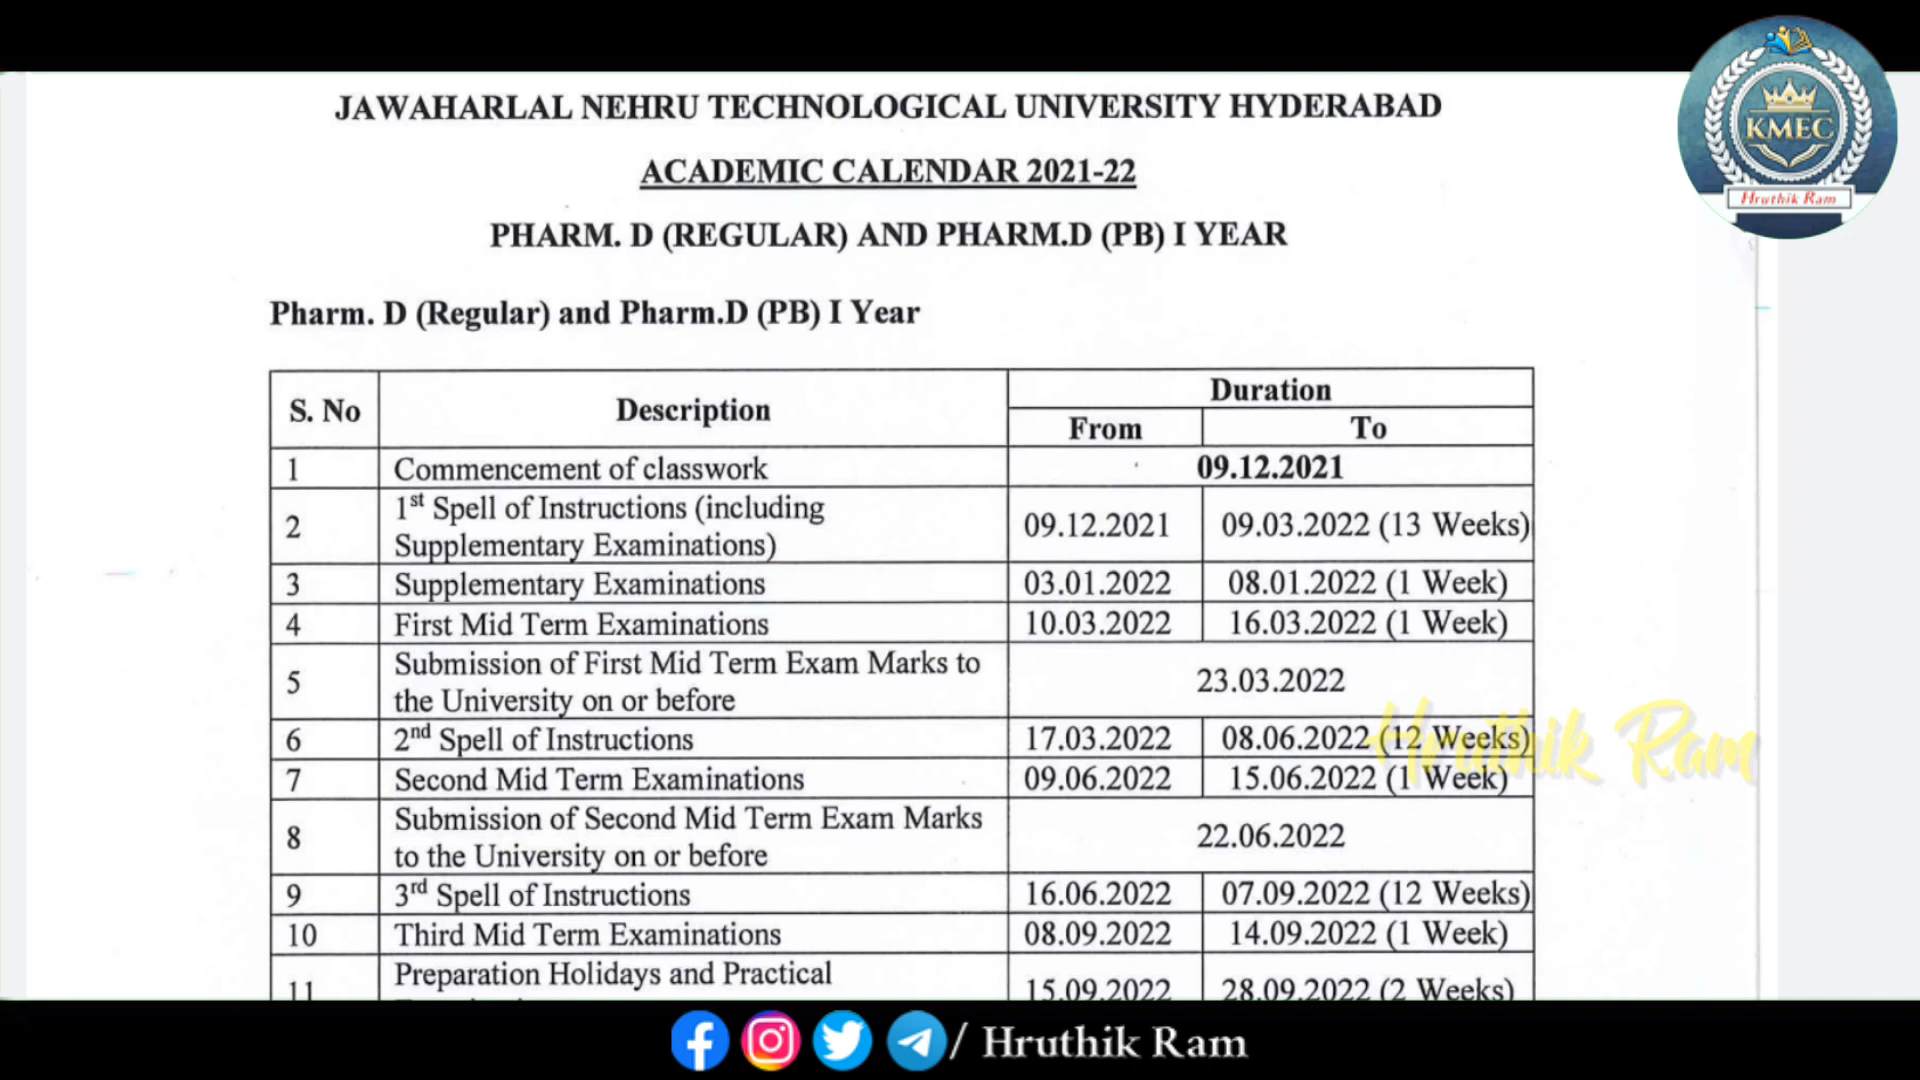 JAWAHARLAL NEHRU TECHNOLOGICAL UNIVERSITY HYDERABAD
ACADEMIC CALENDAR 2021-22
PHARM. D (REGULAR) AND PHARM.D (PB) I YEAR
KMEC
Hruthik Ram
Pharm. D (Regular) and Pharm.D (PB) I Year
S. No Description Duration
From To
1 Commencement of classwork 09.12.2021
2 1st Spell of Instructions (including Supplementary Examinations) 09.12.2021 09.03.2022 (13 Weeks)
3 Supplementary Examinations 03.01.2022 08.01.2022 (1 Week)
4 First Mid Term Examinations 10.03.2022 16.03.2022 (1 Week)
5 Submission of First Mid Term Exam Marks to the University on or before 23.03.2022
6 2nd Spell of Instructions 17.03.2022 08.06.2022 (12 Weeks)
7 Second Mid Term Examinations 09.06.2022 15.06.2022 (1 Week)
8 Submission of Second Mid Term Exam Marks to the University on or before 22.06.2022
9 3rd Spell of Instructions 16.06.2022 07.09.2022 (12 Weeks)
10 Third Mid Term Examinations 08.09.2022 14.09.2022 (1 Week)
11 Preparation Holidays and Practical 15.09.2022 28.09.2022 (2 Weeks)
Hruthik Ram
/ Hruthik Ram